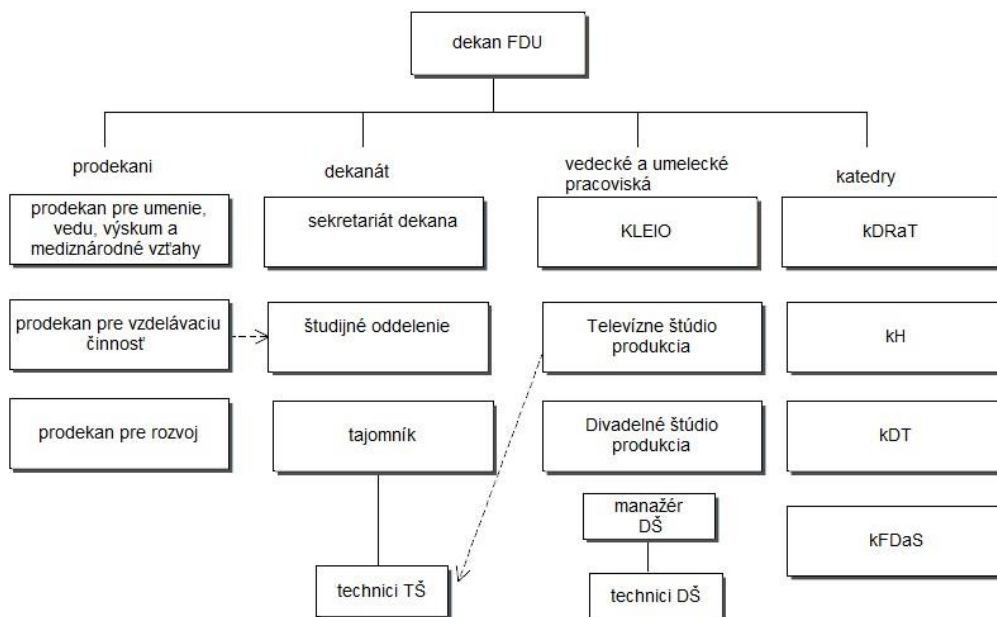 dekan FDU
prodekani
dekanát
vedecké a umelecké
pracoviská
katedry
prodekan pre umenie,
vedu, výskum a
mediznárodné vzťahy
sekretariát dekana
KLEIO
kDRaT
prodekan pre vzdelávaciu
činnosť
študijné oddelenie
Televízne štúdio
produkcia
kH
prodekan pre rozvoj
tajomník
Divadelné štúdio
produkcia
kDT
manažér
DŠ
kFDaS
technici TŠ
technici DŠ